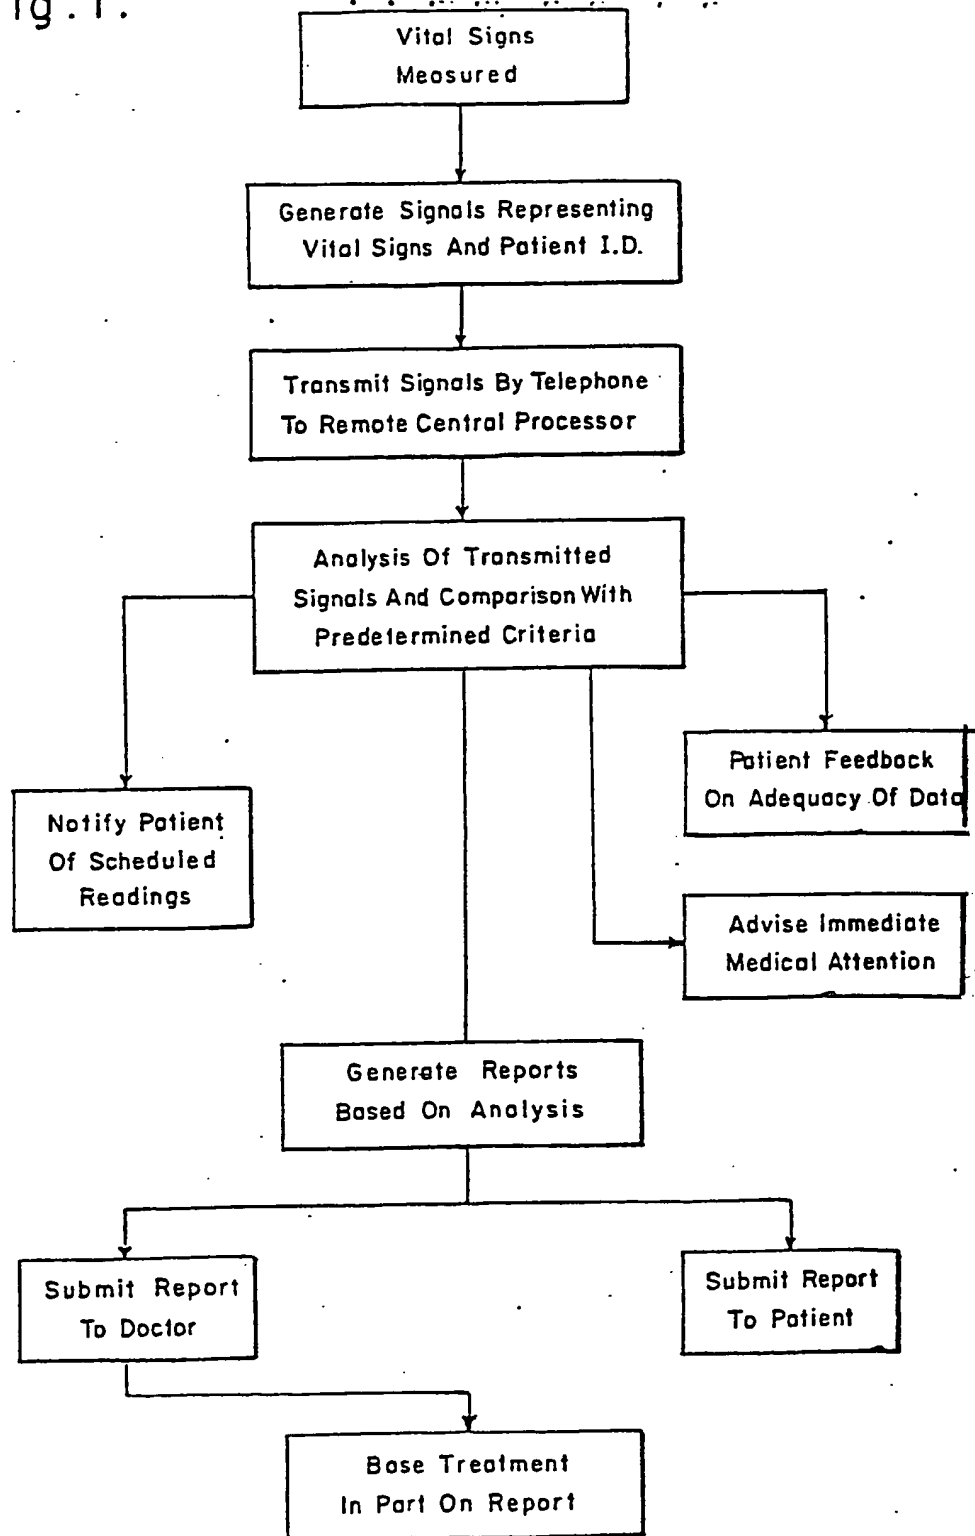 ig. 1.
Vital Signs
Measured
Generate Signals Representing
Vital Signs And Patient I.D.
Transmit Signals By Telephone
To Remote Central Processor
Analysis Of Transmitted
Signals And Comparison With
Predetermined Criteria
Patient Feedback
On Adequacy Of Data
Notify Patient
Of Scheduled
Readings
Advise Immediate
Medical Attention
Generate Reports
Based On Analysis
Submit Report
To Doctor
Submit Report
To Patient
Base Treatment
In Part On Report